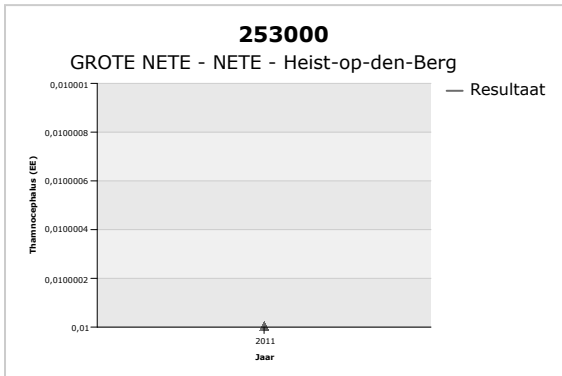 253000
GROTE NETE - NETE - Heist-op-den-Berg
Resultaat
Thamnocephalus (EE)
0,010001
0,0100008
0,0100006
0,0100004
0,0100002
0,01
2011
Jaar